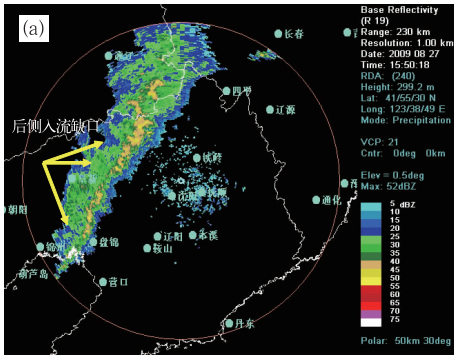 (a)
后侧入流缺口
长春
四平
辽源
铁岭
沈阳
抚顺
通化
朝阳
锦州
盘锦
辽阳
本溪
鞍山
葫芦岛
营口
丹东
Base Reflectivity
(R 19)
Range: 230 km
Resolution: 1.00 km
Date: 2009 08 27
Time: 15:50:18
RDA: (240)
Height: 299.2 m
Lat: 41/55/30 N
Long: 123/38/49 E
Mode: Precipitation
VCP: 21
Cntr: 0deg 0km
Elev = 0.5deg
Max: 52dBZ
5 dBZ
10
15
20
25
30
35
40
45
50
55
60
65
70
75
Polar: 50km 30deg